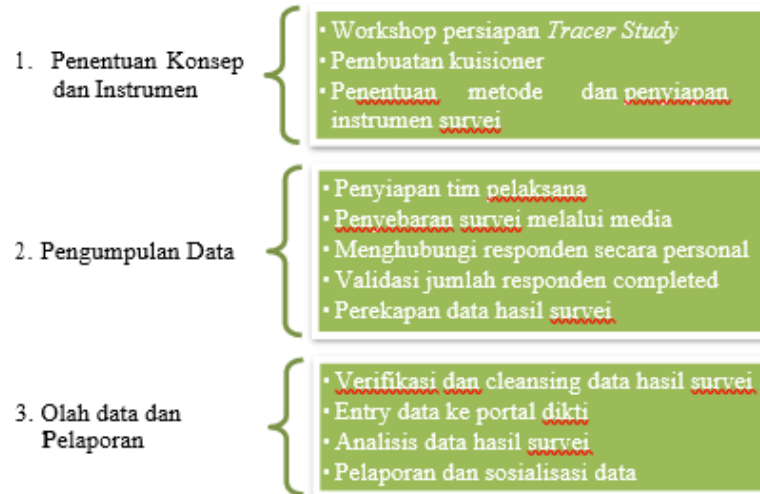 1. Penentuan Konsep
dan Instrumen
• Workshop persiapan Tracer Study
• Pembuatan kuisioner
• Penentuan metode dan penyiapan
instrumen survei
2. Pengumpulan Data
• Penyiapan tim pelaksana
• Penyebaran survei melalui media
• Menghubungi responden secara personal
• Validasi jumlah responden completed
• Perekapan data hasil survei
3. Olah data dan
Pelaporan
• Verifikasi dan cleansing data hasil survei
• Entry data ke portal dikti
• Analisis data hasil survei
• Pelaporan dan sosialisasi data